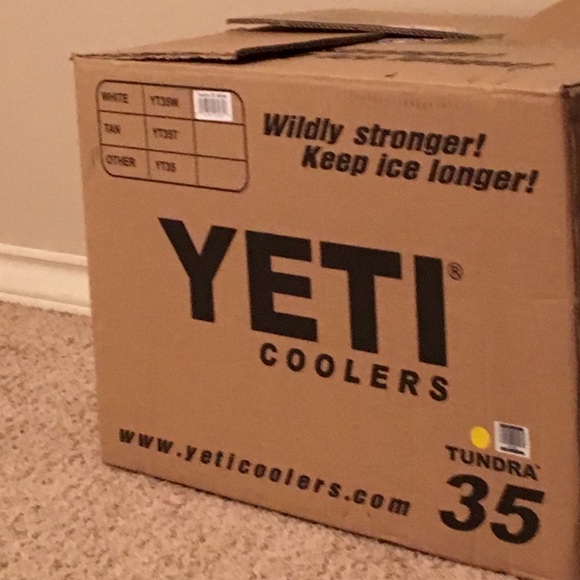 WHITE YT35W
TAN YT35T
OTHER YT35
Wildly stronger!
Keep ice longer!
YETI®
COOLERS
www.yeticoolers.com
TUNDRA
35